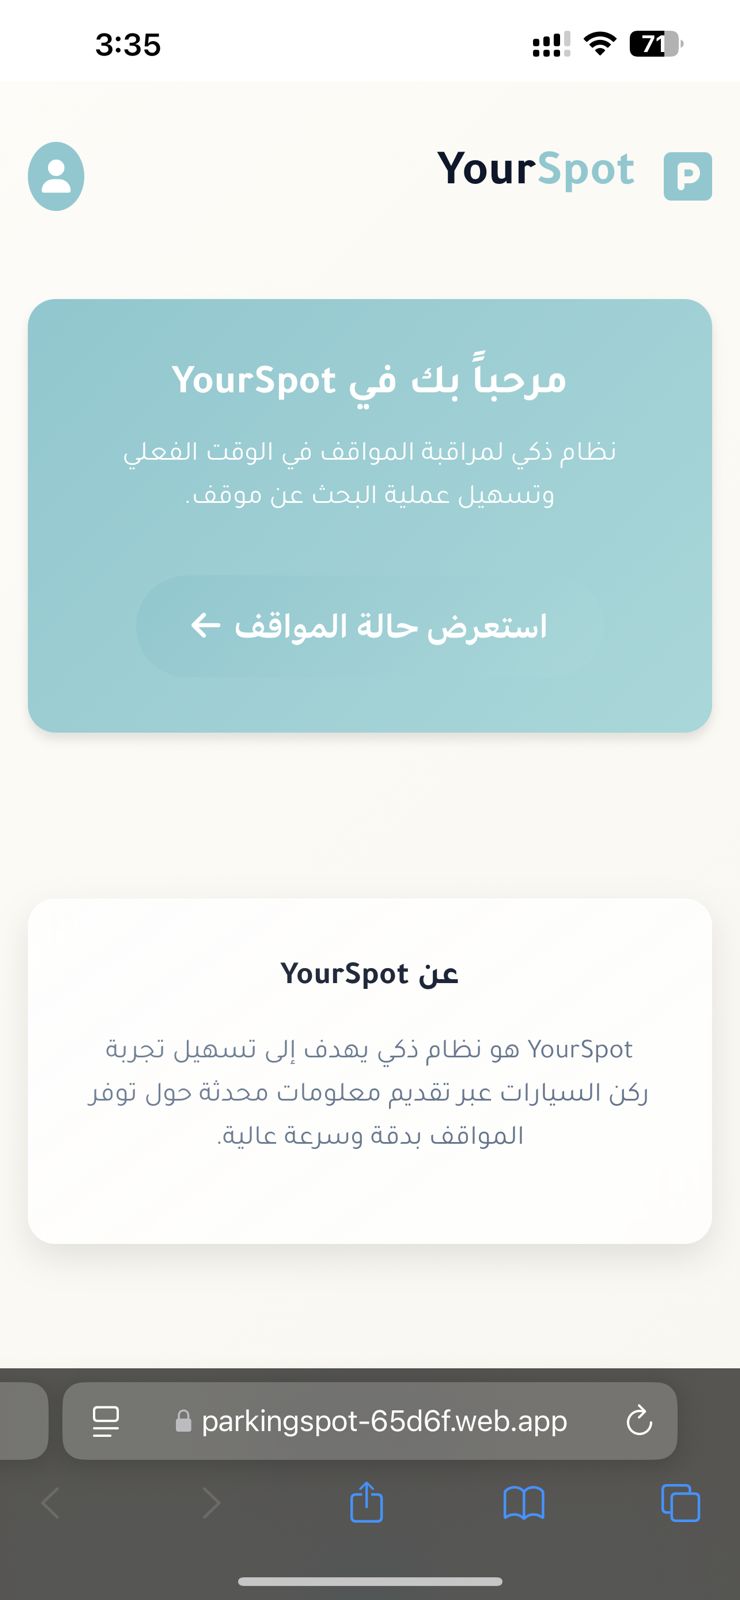 3:35
71
YourSpot
P
مرحباً بك في YourSpot
نظام ذكي لمراقبة المواقف في الوقت الفعلي
وتسهيل عملية البحث عن موقف.
استعرض حالة المواقف ←
عن YourSpot
YourSpot هو نظام ذكي يهدف إلى تسهيل تجربة
ركن السيارات عبر تقديم معلومات محدثة حول توفر
المواقف بدقة وسرعة عالية.
parkingspot-65d6f.web.app